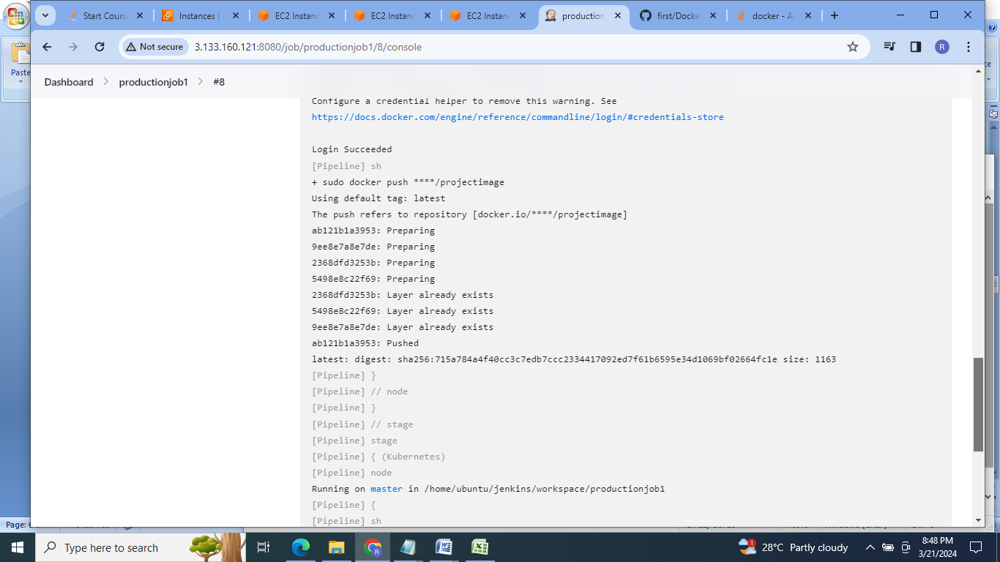 Start Cours
Instances |
EC2 Instanc
EC2 Instanc
EC2 Instanc
production
first/Docke
docker - A
Not secure
3.133.160.121:8080/job/productionjob1/8/console
R
Paste
Dashboard > productionjob1 > #8
Configure a credential helper to remove this warning. See
https://docs.docker.com/engine/reference/commandline/login/#credentials-store
Login Succeeded
[Pipeline] sh
+ sudo docker push ****/projectimage
Using default tag: latest
The push refers to repository [docker.io/****/projectimage]
ab121b1a3953: Preparing
9ee8e7a8e7de: Preparing
2368dfd3253b: Preparing
5498e8c22f69: Preparing
2368dfd3253b: Layer already exists
5498e8c22f69: Layer already exists
9ee8e7a8e7de: Layer already exists
ab121b1a3953: Pushed
latest: digest: sha256:715a784a4f40cc3c7edb7ccc2334417092ed7f61b6595e34d1069bf02664fc1e size: 1163
[Pipeline] }
[Pipeline] // node
[Pipeline] }
[Pipeline] // stage
[Pipeline] stage
[Pipeline] { (Kubernetes)
[Pipeline] node
Running on master in /home/ubuntu/jenkins/workspace/productionjob1
[Pipeline] {
[Pipeline] sh
Page:
Type here to search
R
1
28°C Partly cloudy
8:48 PM
3/21/2024